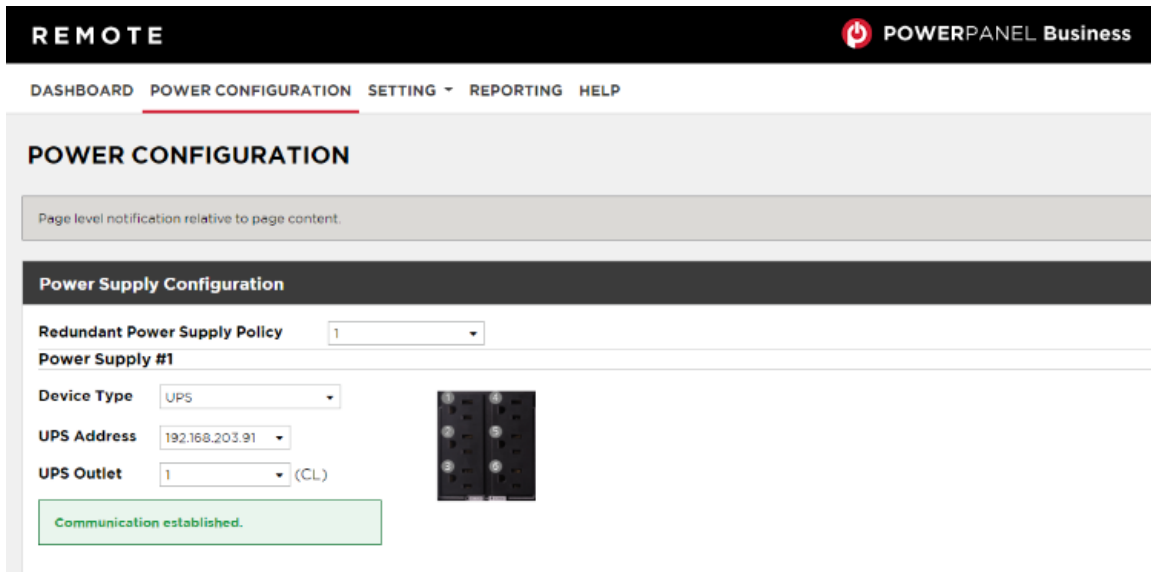 REMOTE
POWERPANEL Business
DASHBOARD POWER CONFIGURATION SETTING REPORTING HELP
POWER CONFIGURATION
Page level notification relative to page content.
Power Supply Configuration
Redundant Power Supply Policy 1
Power Supply #1
Device Type UPS
UPS Address 192.168.203.91
UPS Outlet 1 (CL)
Communication established.
1 4
2 5
3 6